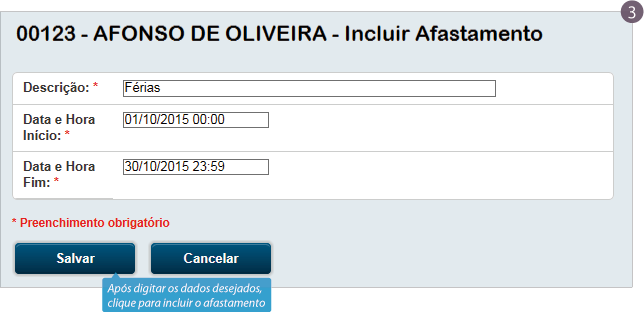 3
00123 - AFONSO DE OLIVEIRA - Incluir Afastamento
Descrição: * Férias
Data e Hora
Início: * 01/10/2015 00:00
Data e Hora
Fim: * 30/10/2015 23:59
* Preenchimento obrigatório
Salvar Cancelar
Após digitar os dados desejados,
clique para incluir o afastamento